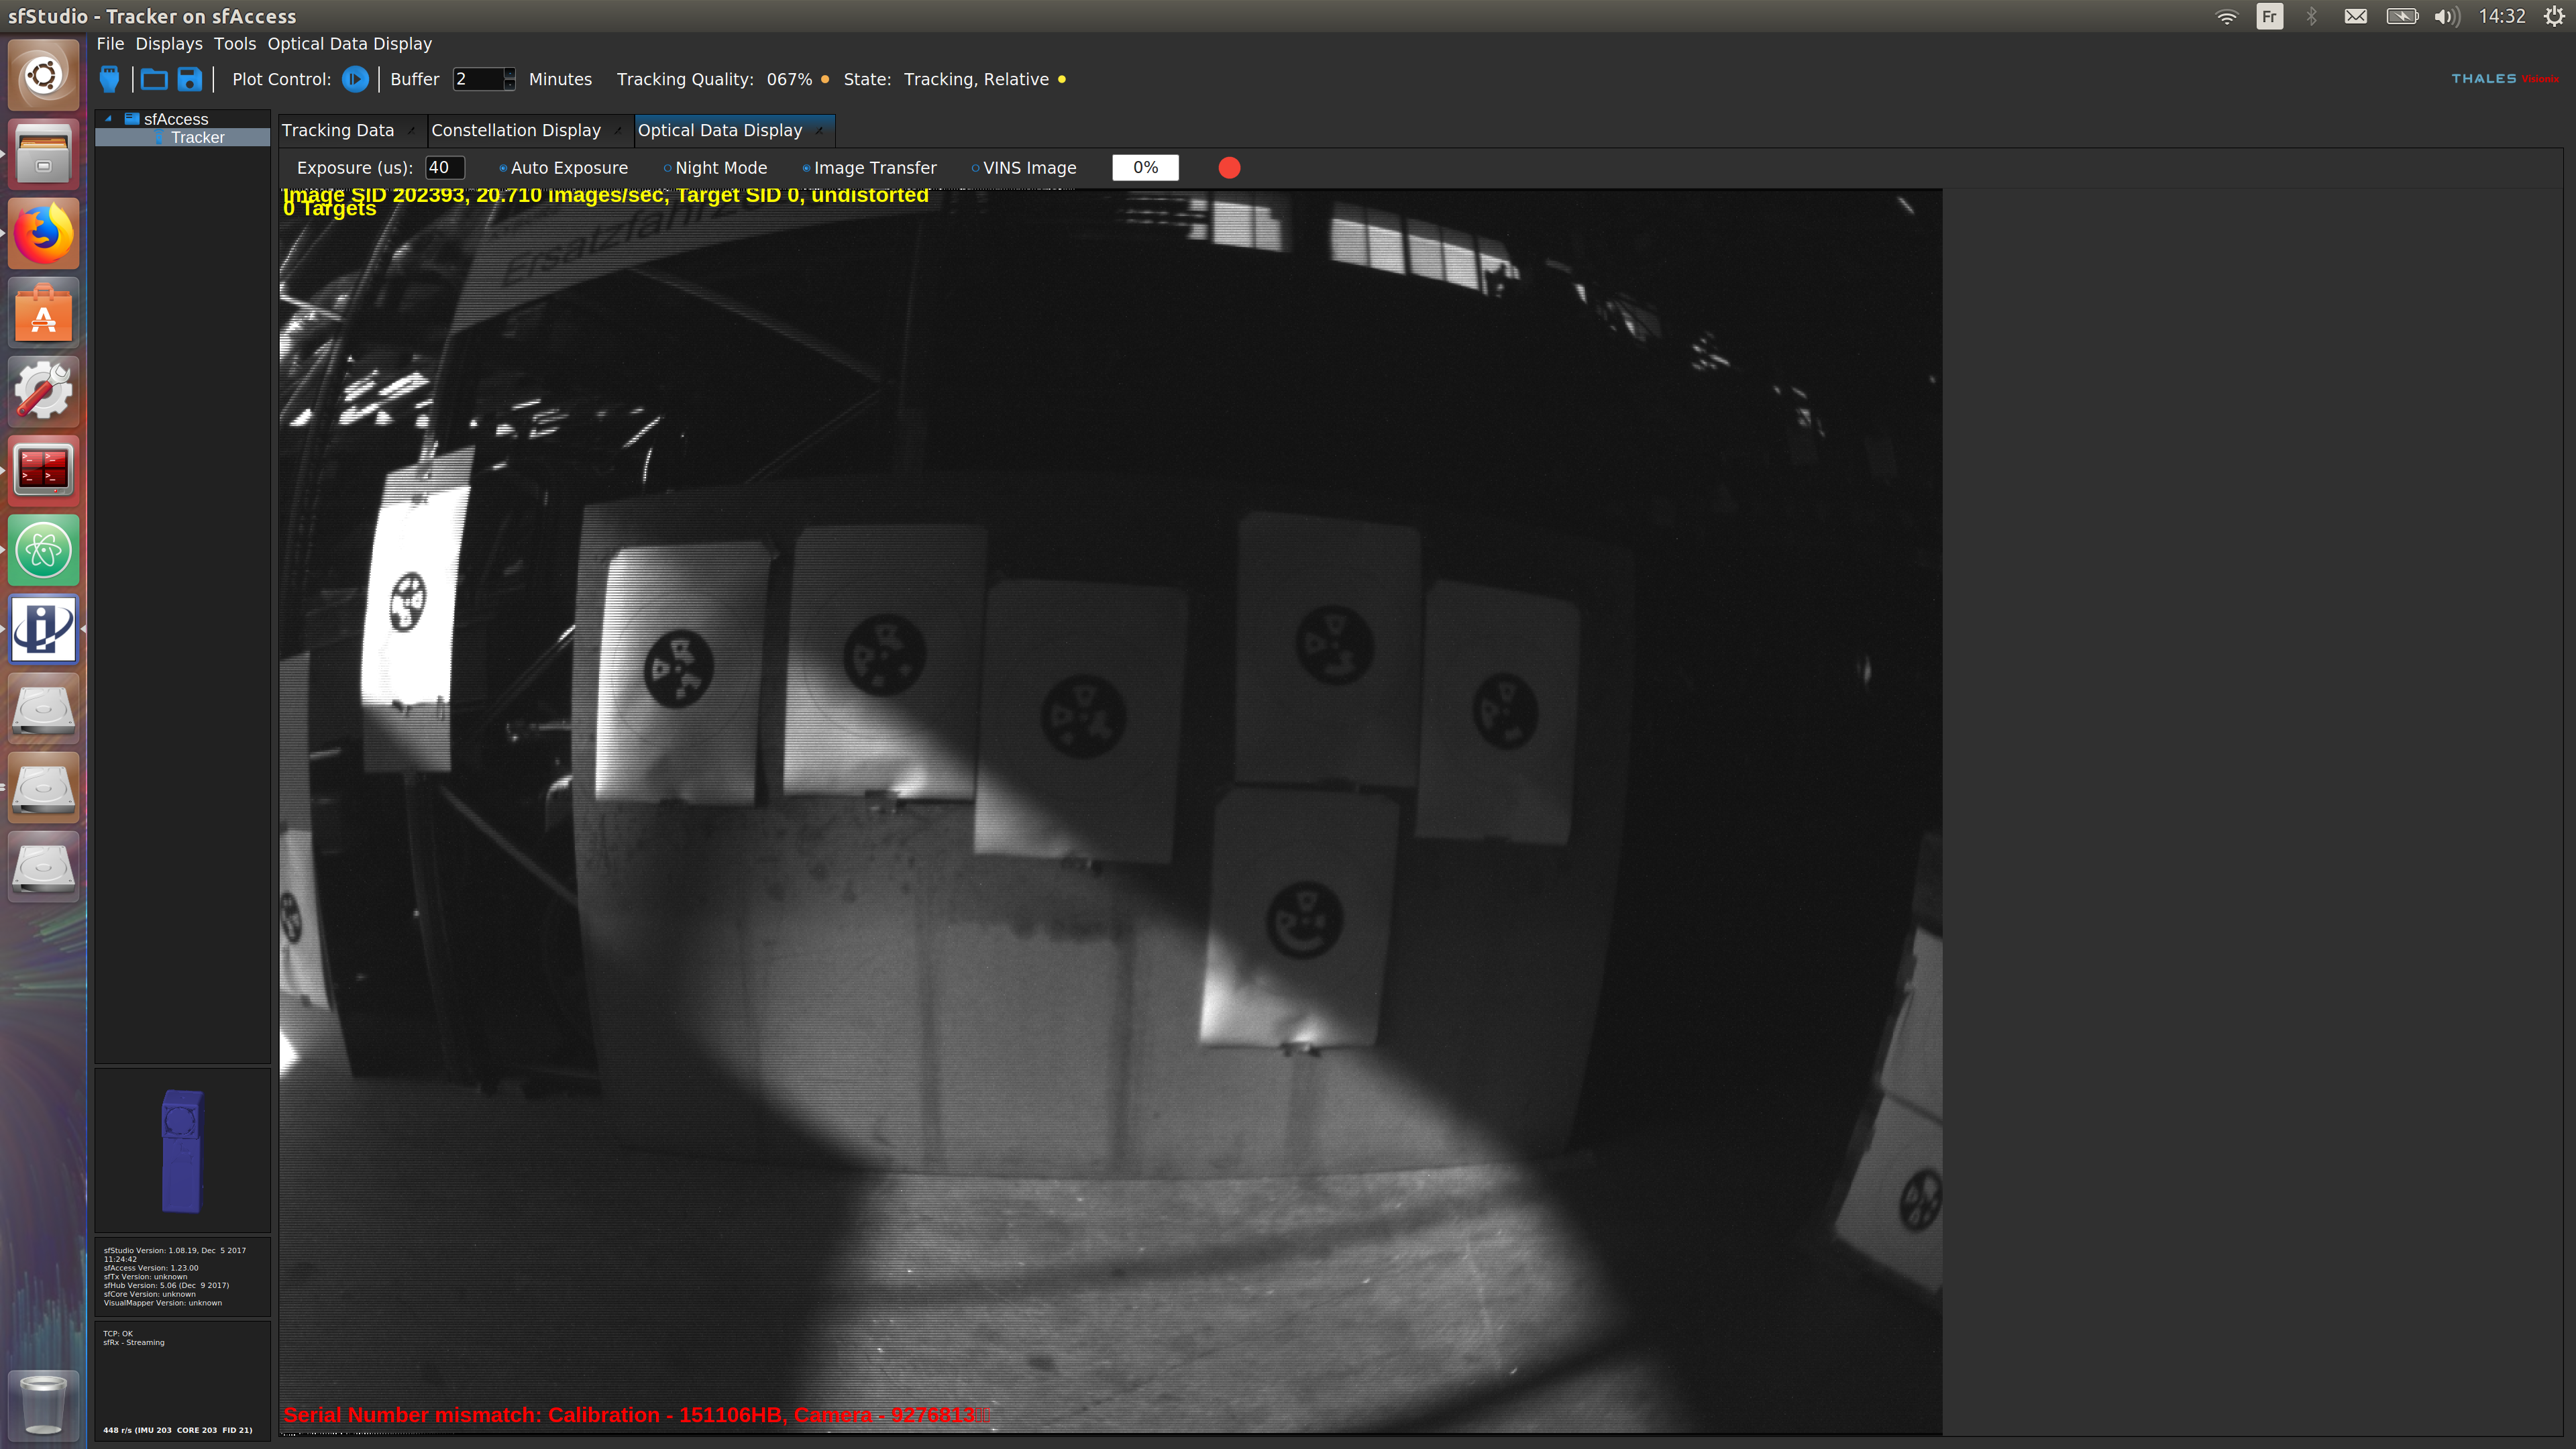 sfStudio - Tracker on sfAccess
Fr
14:32
File Displays Tools Optical Data Display
Plot Control: Buffer 2 Minutes Tracking Quality: 067% State: Tracking, Relative
THALES Visionix
sfAccess
Tracker
Tracking Data Constellation Display Optical Data Display
Exposure (us): 40 Auto Exposure Night Mode Image Transfer VINS Image 0%
Image SID 202393, 20.710 Images/sec, Target SID 0, undistorted
0 Targets
Ersatzfahr
sfStudio Version: 1.08.19, Dec 5 2017
11:24:42
sfAccess Version: 1.23.00
sfTx Version: unknown
sfHub Version: 5.06 (Dec 9 2017)
sfCore Version: unknown
VisualMapper Version: unknown
TCP: OK
sfRx - Streaming
Serial Number mismatch: Calibration - 151106HB, Camera - 9276813
448 r/s (IMU 203 CORE 203 FID 21)